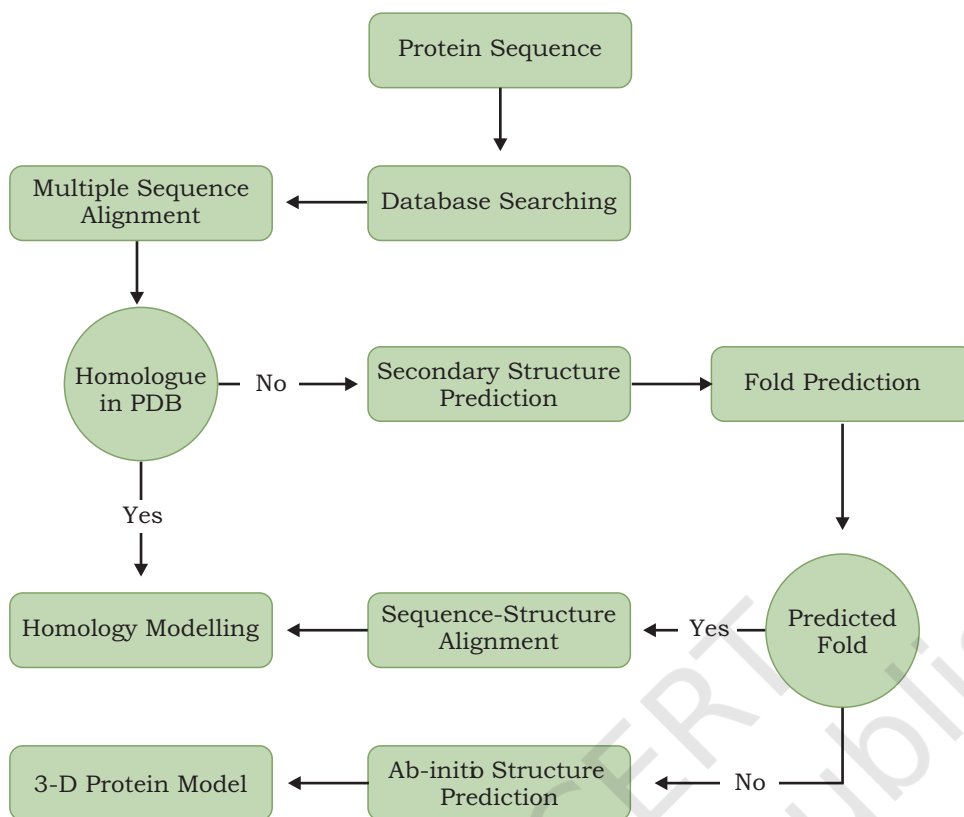 Protein Sequence
Database Searching
Multiple Sequence
Alignment
Homologue
in PDB
No
Secondary Structure
Prediction
Fold Prediction
Yes
Predicted
Fold
Yes
Sequence-Structure
Alignment
Homology Modelling
No
Ab-initio Structure
Prediction
3-D Protein Model